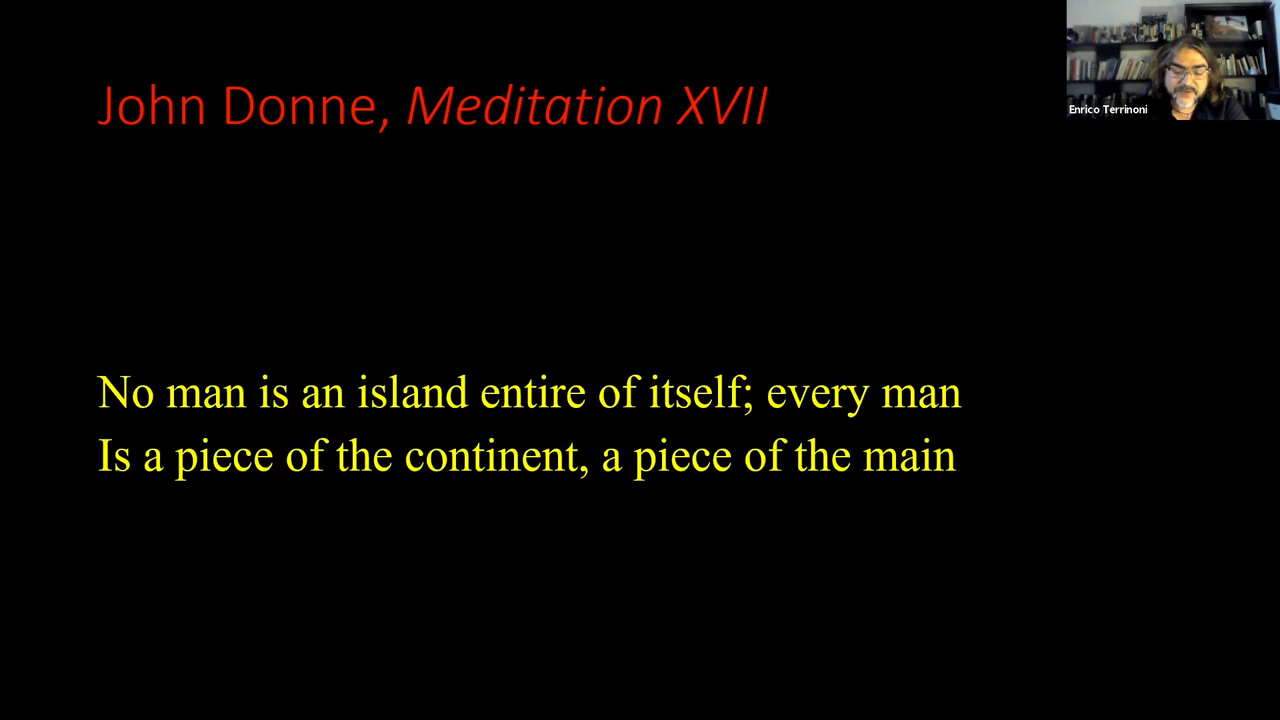 John Donne, Meditation XVII
Enrico Terrinoni
No man is an island entire of itself; every man
Is a piece of the continent, a piece of the main